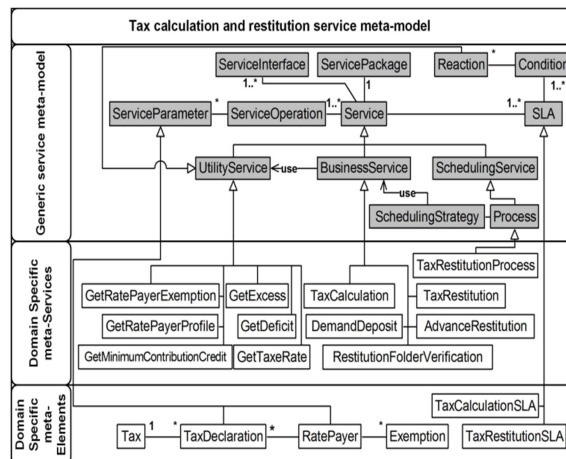 Tax calculation and restitution service meta-model
Generic service meta-model
ServiceInterface
ServicePackage
Reaction
*
Condition
1..*
1
1..*
ServiceParameter
*
ServiceOperation
1..*
Service
1..*
SLA
UtilityService
use
BusinessService
SchedulingService
use
SchedulingStrategy
Process
Domain Specific
meta-Services
TaxRestitutionProcess
GetRatePayerExemption
GetExcess
TaxCalculation
TaxRestitution
GetRatePayerProfile
GetDeficit
DemandDeposit
AdvanceRestitution
GetMinimumContributionCredit
GetTaxeRate
RestitutionFolderVerification
Domain
Specific
meta-
Elements
TaxCalculationSLA
Tax
1
*
TaxDeclaration
*
RatePayer
*
Exemption
TaxRestitutionSLA